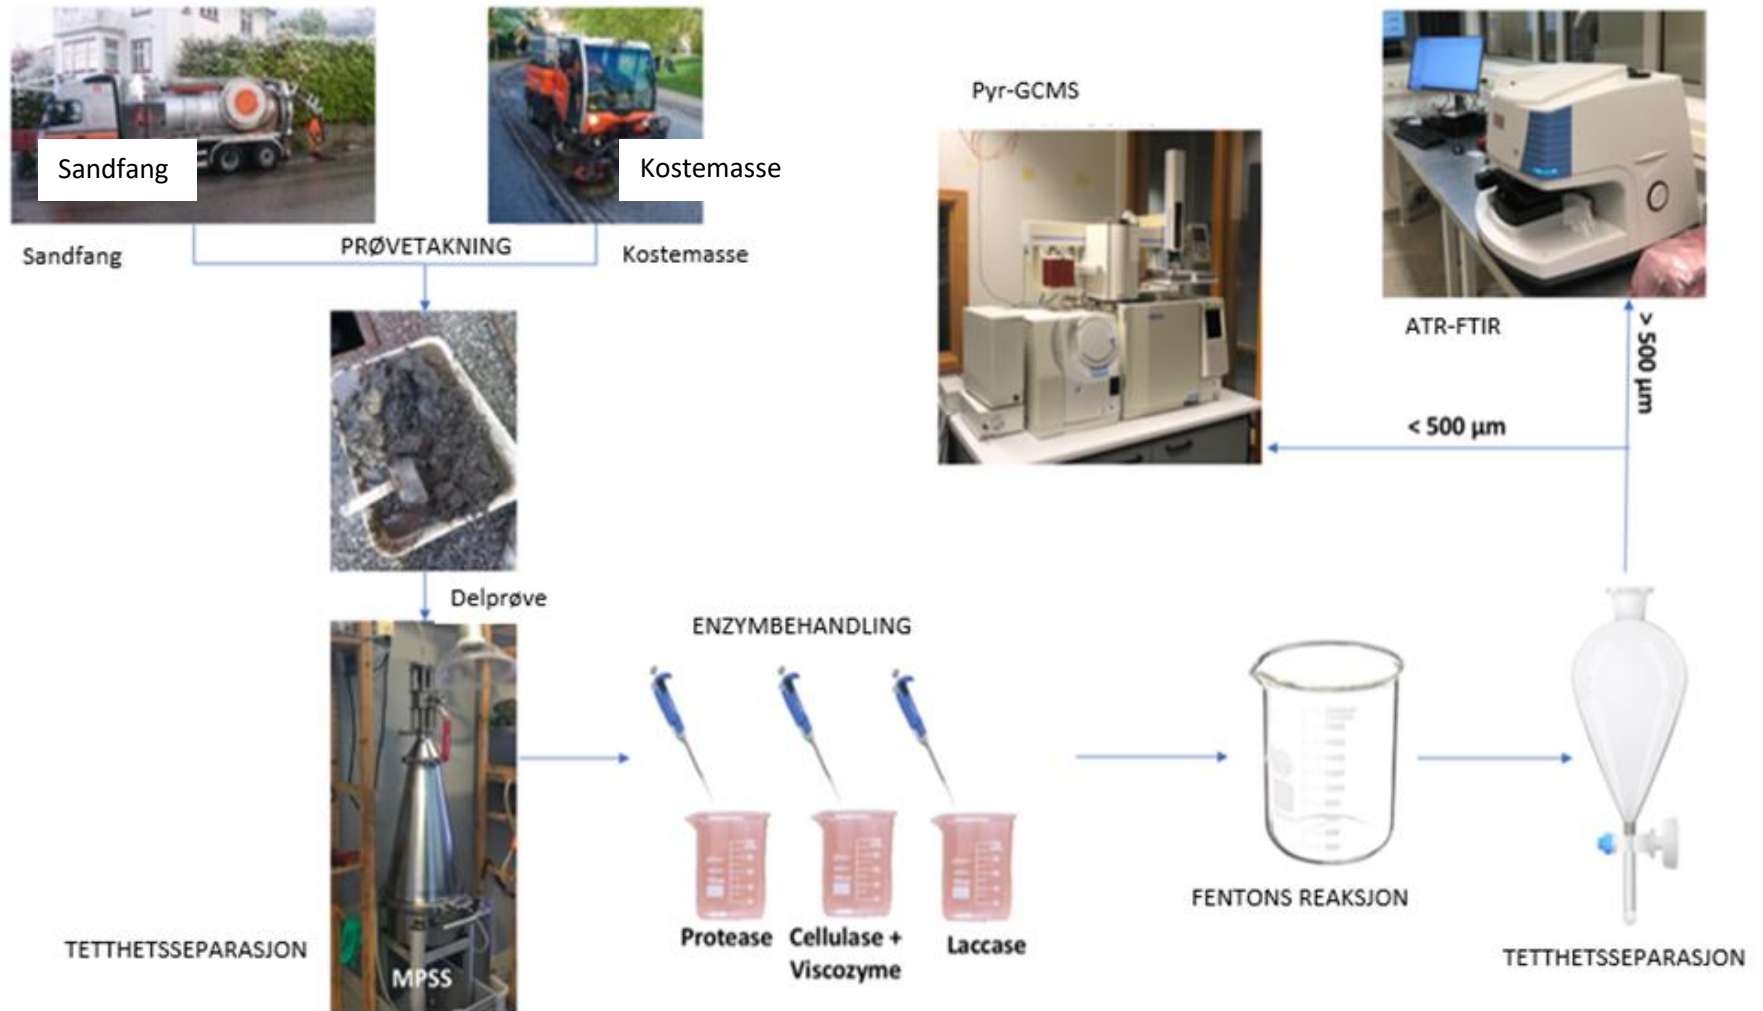 Sandfang
Kostemasse
Sandfang
PRØVETAKNING
Kostemasse
Pyr-GCMS
ATR-FTIR
> 500 µm
< 500 µm
Delprøve
ENZYMBEHANDLING
Protease
Cellulase +
Viscozyme
Laccase
FENTONS REAKSJON
TETTHETSSEPARASJON
MPSS
TETTHETSSEPARASJON